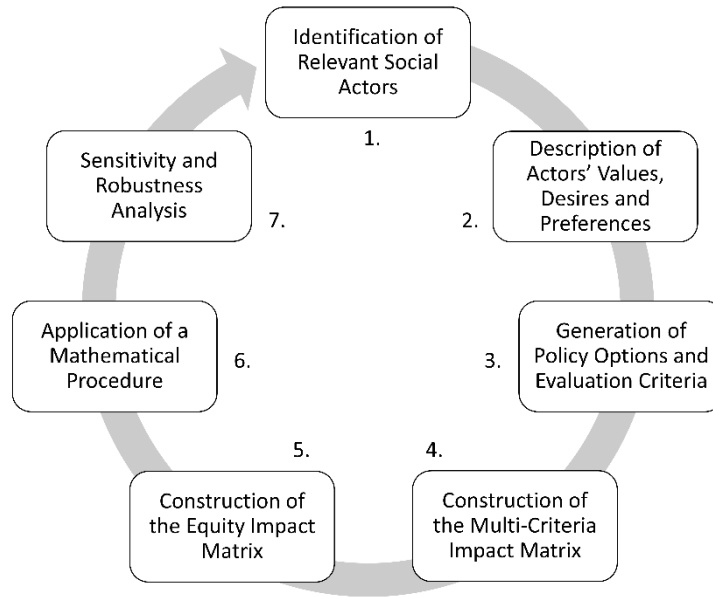 Identification of
Relevant Social
Actors
1.
Description of
Actors' Values,
Desires and
Preferences
2.
Generation of
Policy Options and
Evaluation Criteria
3.
Construction of
the Multi-Criteria
Impact Matrix
4.
Construction of
the Equity Impact
Matrix
5.
Application of a
Mathematical
Procedure
6.
Sensitivity and
Robustness
Analysis
7.